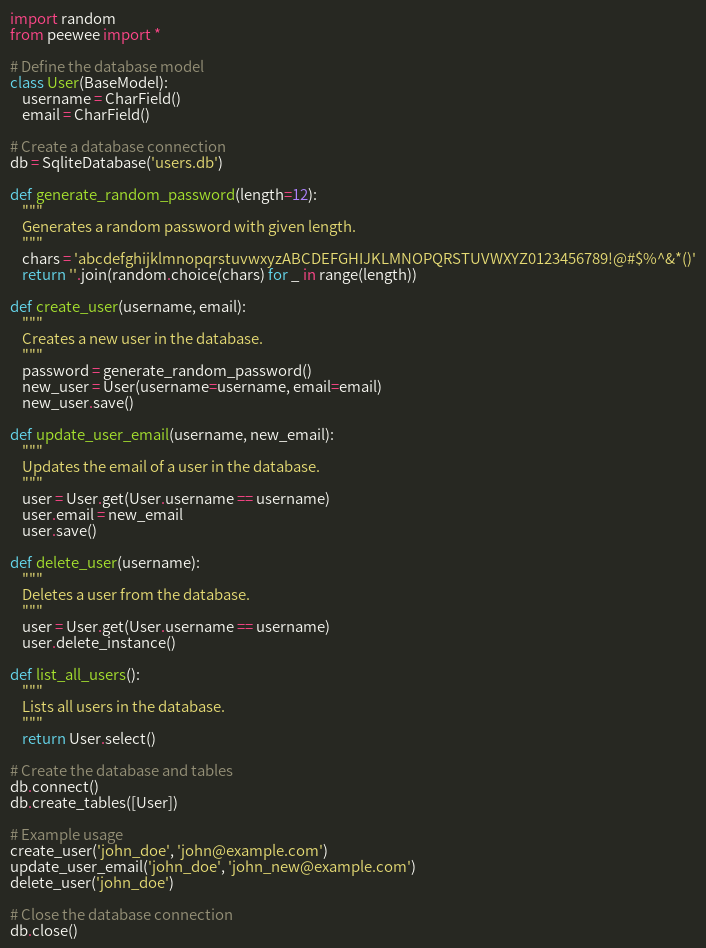 import random
from peewee import *

# Define the database model
class User(BaseModel):
    username = CharField()
    email = CharField()

# Create a database connection
db = SqliteDatabase('users.db')

def generate_random_password(length=12):
    """
    Generates a random password with given length.
    """
    chars = 'abcdefghijklmnopqrstuvwxyzABCDEFGHIJKLMNOPQRSTUVWXYZ0123456789!@#$%^&*()'
    return ''.join(random.choice(chars) for _ in range(length))

def create_user(username, email):
    """
    Creates a new user in the database.
    """
    password = generate_random_password()
    new_user = User(username=username, email=email)
    new_user.save()

def update_user_email(username, new_email):
    """
    Updates the email of a user in the database.
    """
    user = User.get(User.username == username)
    user.email = new_email
    user.save()

def delete_user(username):
    """
    Deletes a user from the database.
    """
    user = User.get(User.username == username)
    user.delete_instance()

def list_all_users():
    """
    Lists all users in the database.
    """
    return User.select()

# Create the database and tables
db.connect()
db.create_tables([User])

# Example usage
create_user('john_doe', 'john@example.com')
update_user_email('john_doe', 'john_new@example.com')
delete_user('john_doe')

# Close the database connection
db.close()